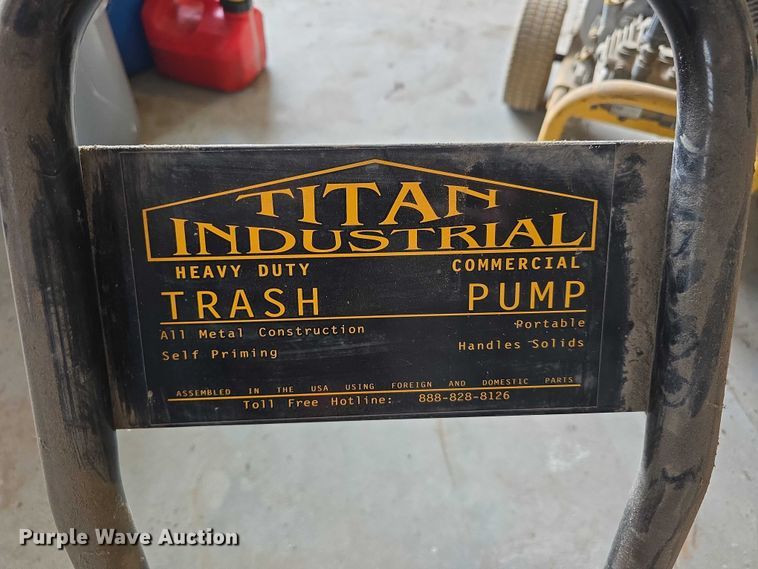 TITAN
INDUSTRIAL
HEAVY DUTY COMMERCIAL
TRASH PUMP
All Metal Construction Portable
Self Priming Handles Solids
ASSEMBLED IN THE USA USING FOREIGN AND DOMESTIC PARTS
Toll Free Hotline: 888-828-8126
Purple Wave Auction